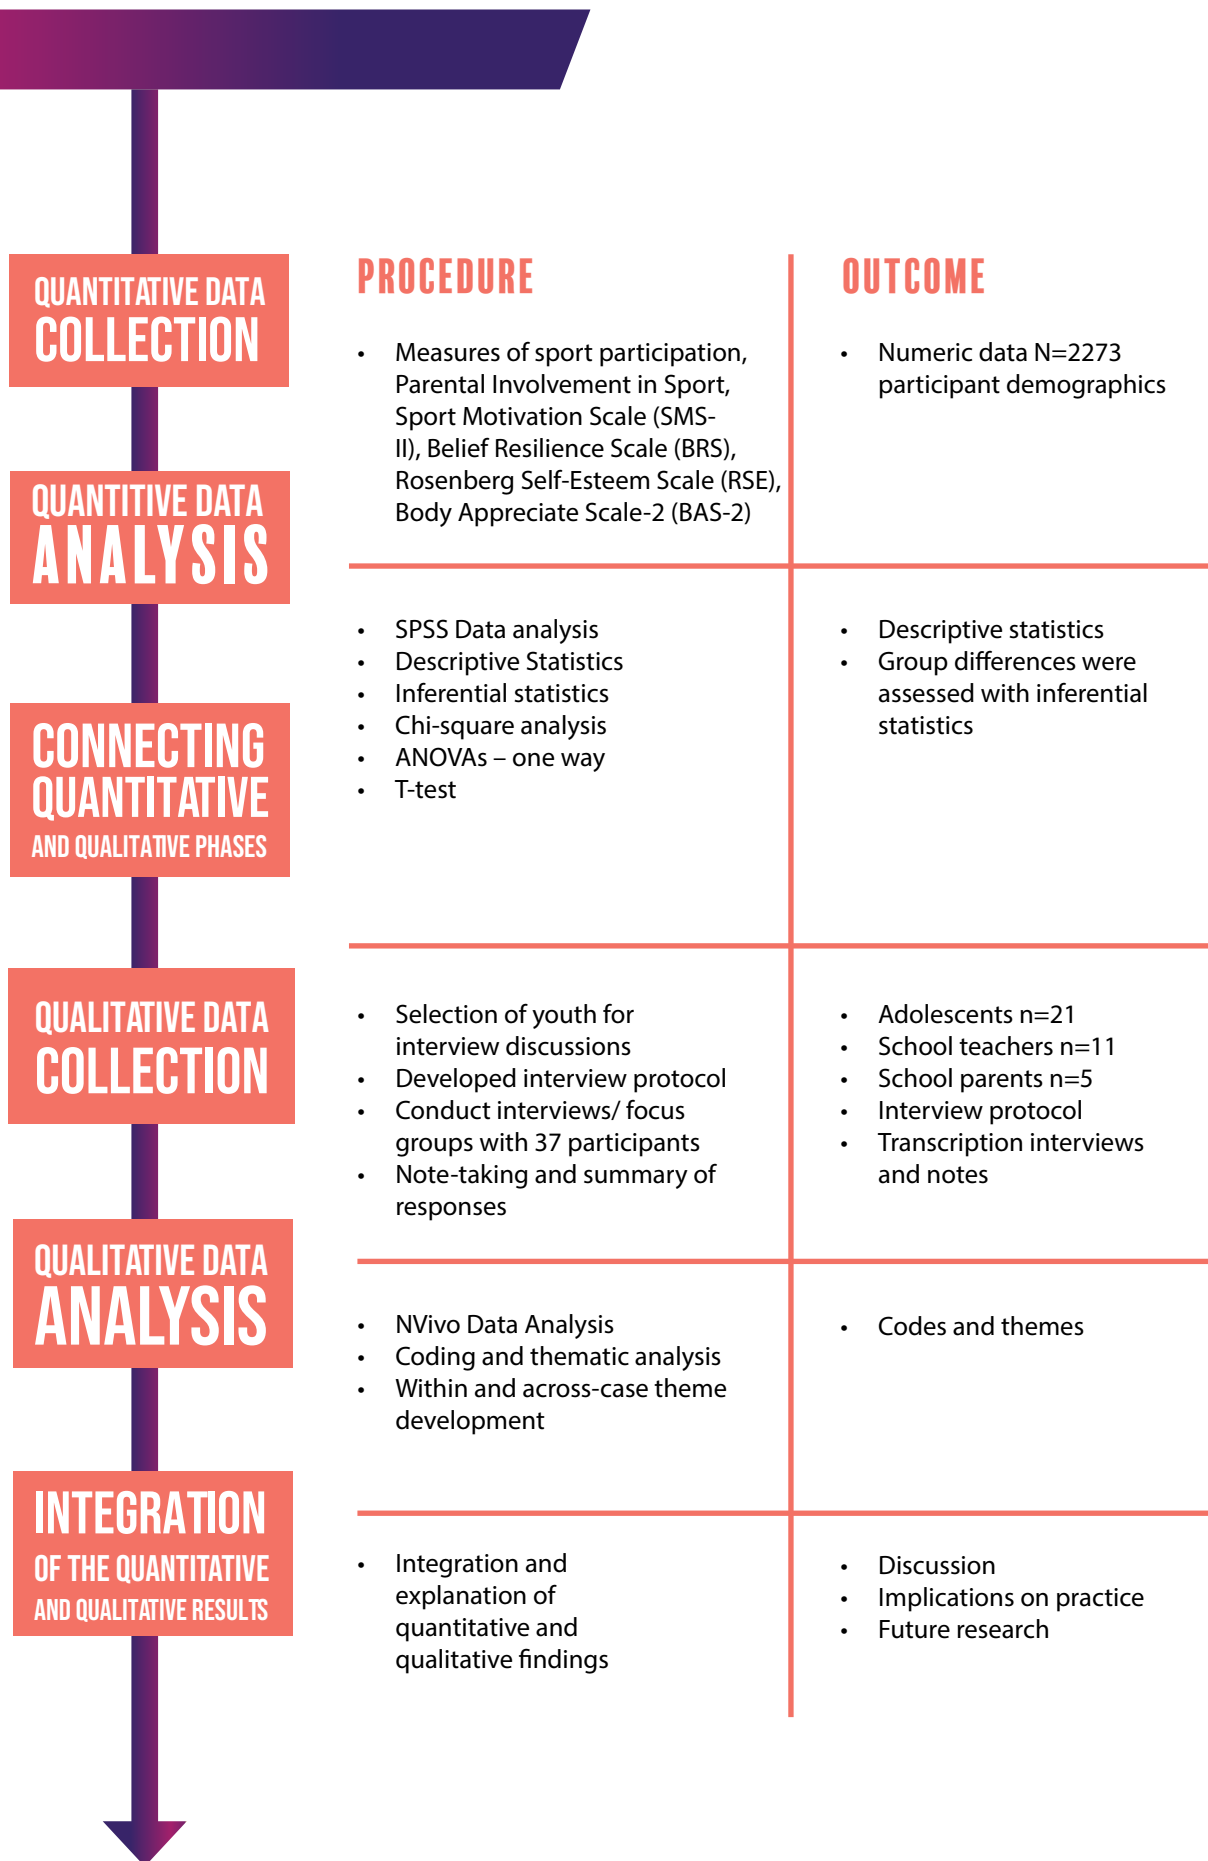 QUANTITATIVE DATA
COLLECTION
QUANTITIVE DATA
ANALYSIS
CONNECTING
QUANTITATIVE
AND QUALITATIVE PHASES
QUALITATIVE DATA
COLLECTION
QUALITATIVE DATA
ANALYSIS
INTEGRATION
OF THE QUANTITATIVE
AND QUALITATIVE RESULTS
PROCEDURE
OUTCOME
• Measures of sport participation,
Parental Involvement in Sport,
Sport Motivation Scale (SMS-
II), Belief Resilience Scale (BRS),
Rosenberg Self-Esteem Scale (RSE),
Body Appreciate Scale-2 (BAS-2)
• Numeric data N=2273
participant demographics
• SPSS Data analysis
• Descriptive Statistics
• Inferential statistics
• Chi-square analysis
• ANOVAs – one way
• T-test
• Descriptive statistics
• Group differences were
assessed with inferential
statistics
• Selection of youth for
interview discussions
• Developed interview protocol
• Conduct interviews/ focus
groups with 37 participants
• Note-taking and summary of
responses
• Adolescents n=21
• School teachers n=11
• School parents n=5
• Interview protocol
• Transcription interviews
and notes
• NVivo Data Analysis
• Coding and thematic analysis
• Within and across-case theme
development
• Codes and themes
• Integration and
explanation of
quantitative and
qualitative findings
• Discussion
• Implications on practice
• Future research